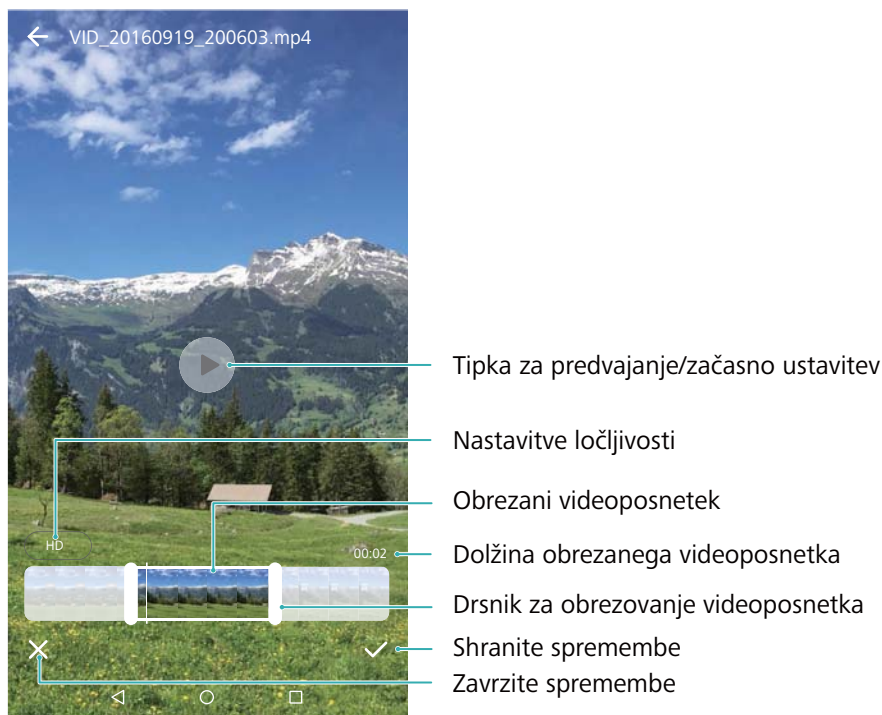 VID_20160919_200603.mp4
Tipka za predvajanje/začasno ustavitev
Nastavitve ločljivosti
Obrezani videoposnetek
HD
00:02
Dolžina obrezanega videoposnetka
Drsnik za obrezovanje videoposnetka
Shranite spremembe
Zavrzite spremembe